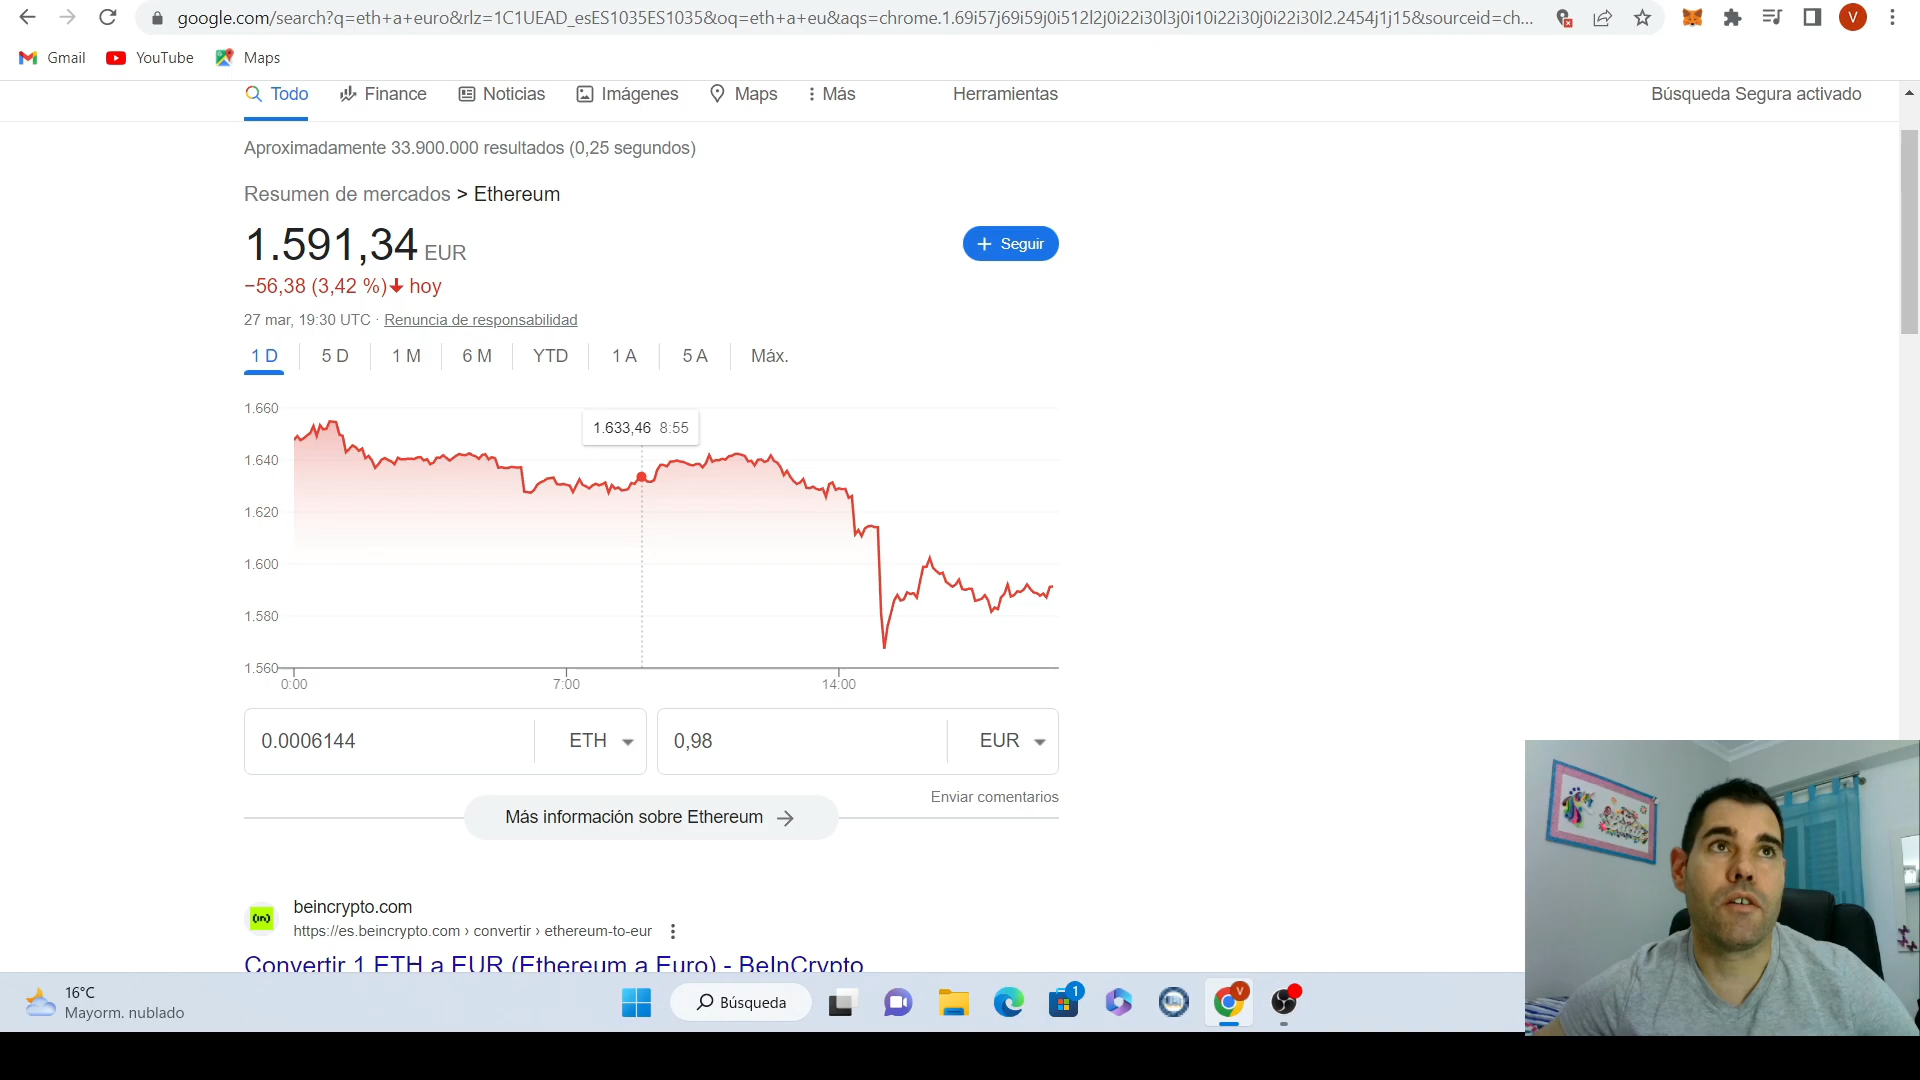 google.com/search?q=eth+a+euro&rlz=1C1UEAD_esES1035ES1035&oq=eth+a+eu&aqs=chrome.1.69i57j69i59j0i512l2j0i22i30l3j0i10i22i30j0i22i30l2.2454j1j15&sourceid=ch...
V
Gmail YouTube Maps
Todo Finance Noticias Imágenes Maps Más Herramientas Búsqueda Segura activado
Aproximadamente 33.900.000 resultados (0,25 segundos)
Resumen de mercados > Ethereum
1.591,34 EUR
+ Seguir
−56,38 (3,42 %) hoy
27 mar, 19:30 UTC · Renuncia de responsabilidad
1 D 5 D 1 M 6 M YTD 1 A 5 A Máx.
1.660
1.633,46 8:55
1.640
1.620
1.600
1.580
1.560
0:00 7:00 14:00
0.0006144 ETH 0,98 EUR
Enviar comentarios
Más información sobre Ethereum
beincrypto.com
https://es.beincrypto.com › convertir › ethereum-to-eur
Convertir 1 ETH a EUR (Ethereum a Euro) - BeInCrypto
16°C
Mayorm. nublado
Búsqueda
1
V